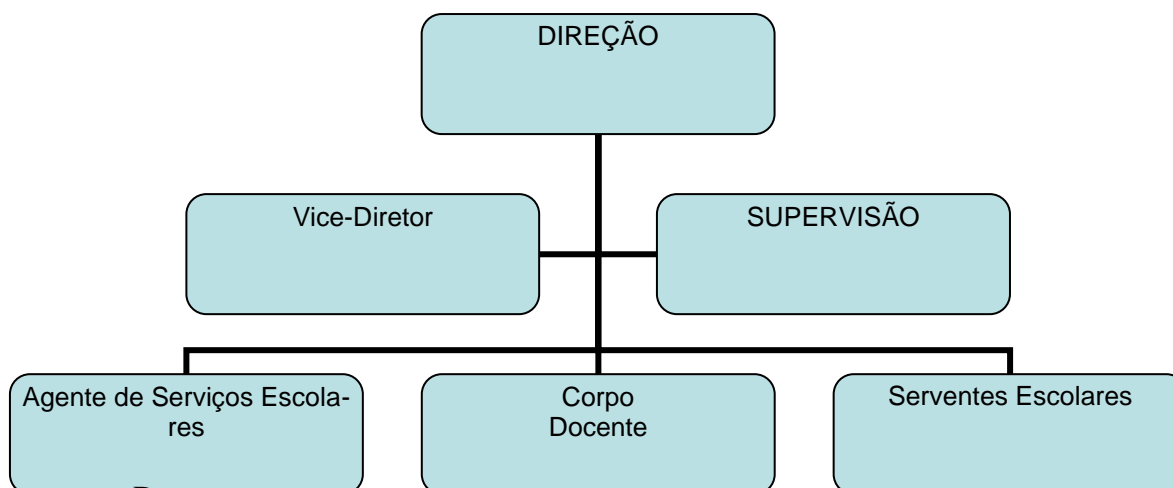 DIREÇÃO
Vice-Diretor
SUPERVISÃO
Agente de Serviços Escola-
res
Corpo
Docente
Serventes Escolares